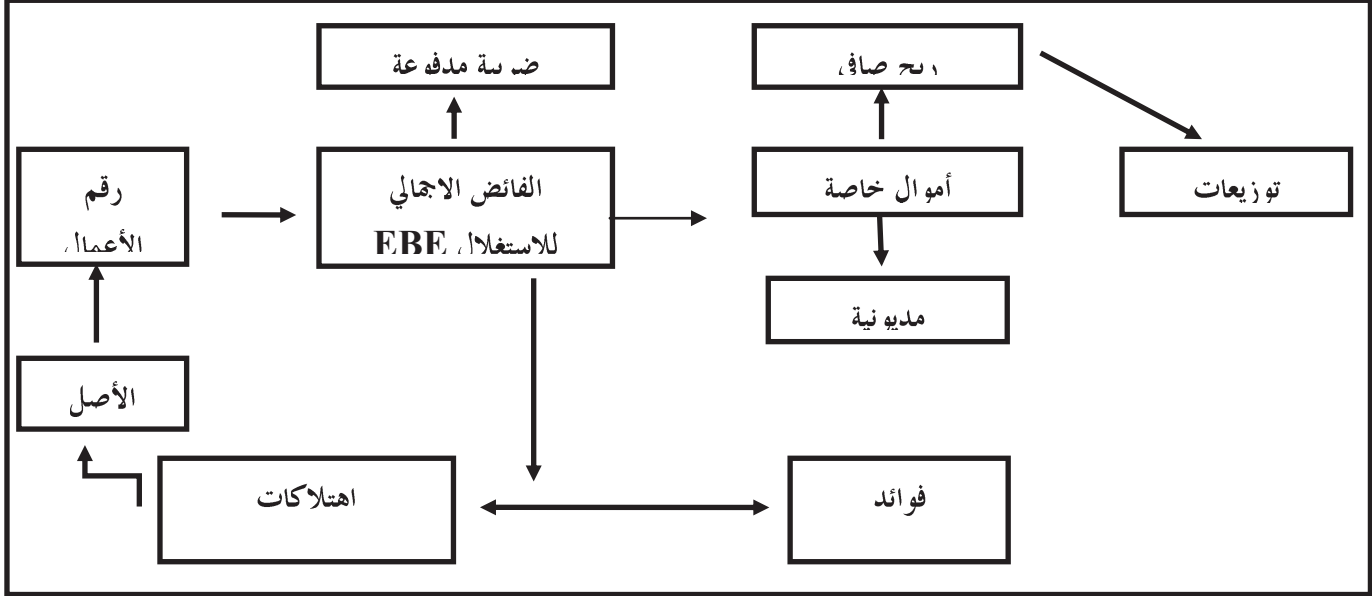 ضريبة مدفوعة
ربح صافي
رقم
الأعمال
الفائض الاجمالي
للاستغلال EBE
أموال خاصة
توزيعات
مديونية
الأصل
اهتلاكات
فوائد